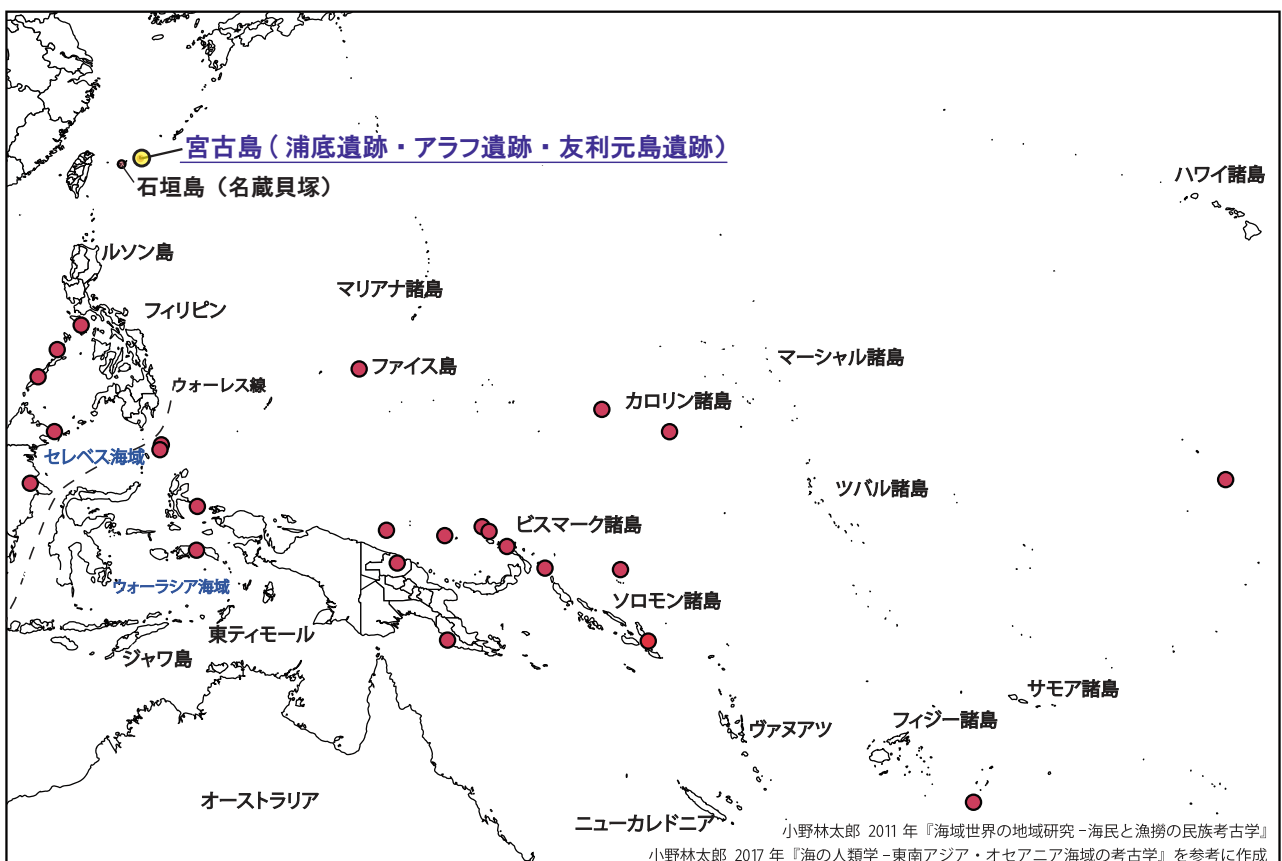 宮古島 ( 浦底遺跡・アラフ遺跡・友利元島遺跡)
石垣島（名蔵貝塚）
ハワイ諸島
ルソン島
マリアナ諸島
フィリピン
ファイス島
マーシャル諸島
ウォーレス線
カロリン諸島
セレベス海域
ツバル諸島
ビスマーク諸島
ウォーラシア海域
ソロモン諸島
東ティモール
ジャワ島
サモア諸島
フィジー諸島
ヴァヌアツ
オーストラリア
ニューカレドニア
小野林太郎 2011 年『海域世界の地域研究 −海民と漁撈の民族考古学』
小野林太郎 2017 年『海の人類学 −東南アジア・オセアニア海域の考古学』を参考に作成